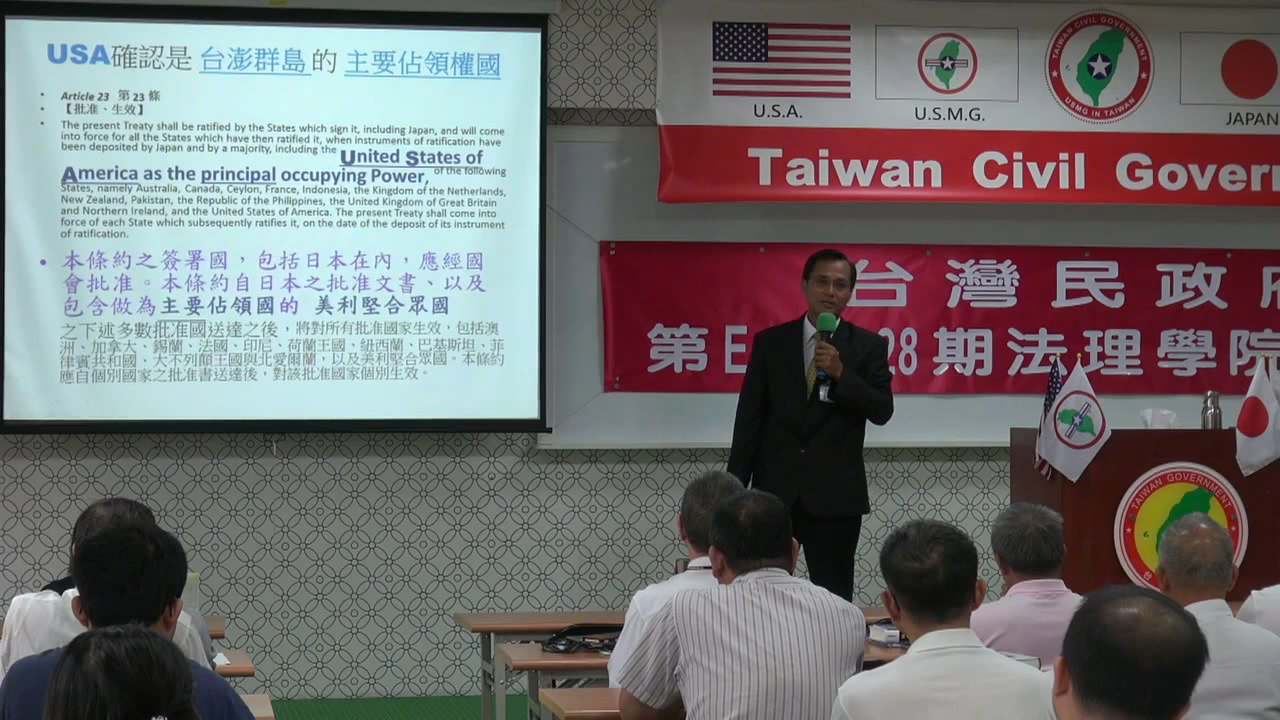 USA確認是 台澎群島 的 主要佔領權國
• Article 23 第 23 條
• 【批准、生效】
• The present Treaty shall be ratified by the States which sign it, including Japan, and will come
into force for all the States which have then ratified it, when instruments of ratification have
been deposited by Japan and by a majority, including the United States of
America as the principal occupying Power, of the following
States, namely Australia, Canada, Ceylon, France, Indonesia, the Kingdom of the Netherlands,
New Zealand, Pakistan, the Republic of the Philippines, the United Kingdom of Great Britain
and Northern Ireland, and the United States of America. The present Treaty shall come into
force of each State which subsequently ratifies it, on the date of the deposit of its instrument
of ratification.
• 本條約之簽署國，包括日本在內，應經國
會批准。本條約自日本之批准文書、以及
包含做為主要佔領國的 美利堅合眾國
之下述多數批准國送達之後，將對所有批准國家生效，包括澳
洲、加拿大、錫蘭、法國、印尼、荷蘭王國、紐西蘭、巴基斯坦、菲
律賓共和國、大不列顛王國與北愛爾蘭，以及美利堅合眾國。本條約
應自個別國家之批准書送達後，對該批准國家個別生效。
U.S.A.
U.S.M.G.
TAIWAN CIVIL GOVERNMENT
USMG IN TAIWAN
JAPAN
Taiwan Civil Govern
台灣民政府
第E 28期法理學院
TAIWAN GOVERNMENT